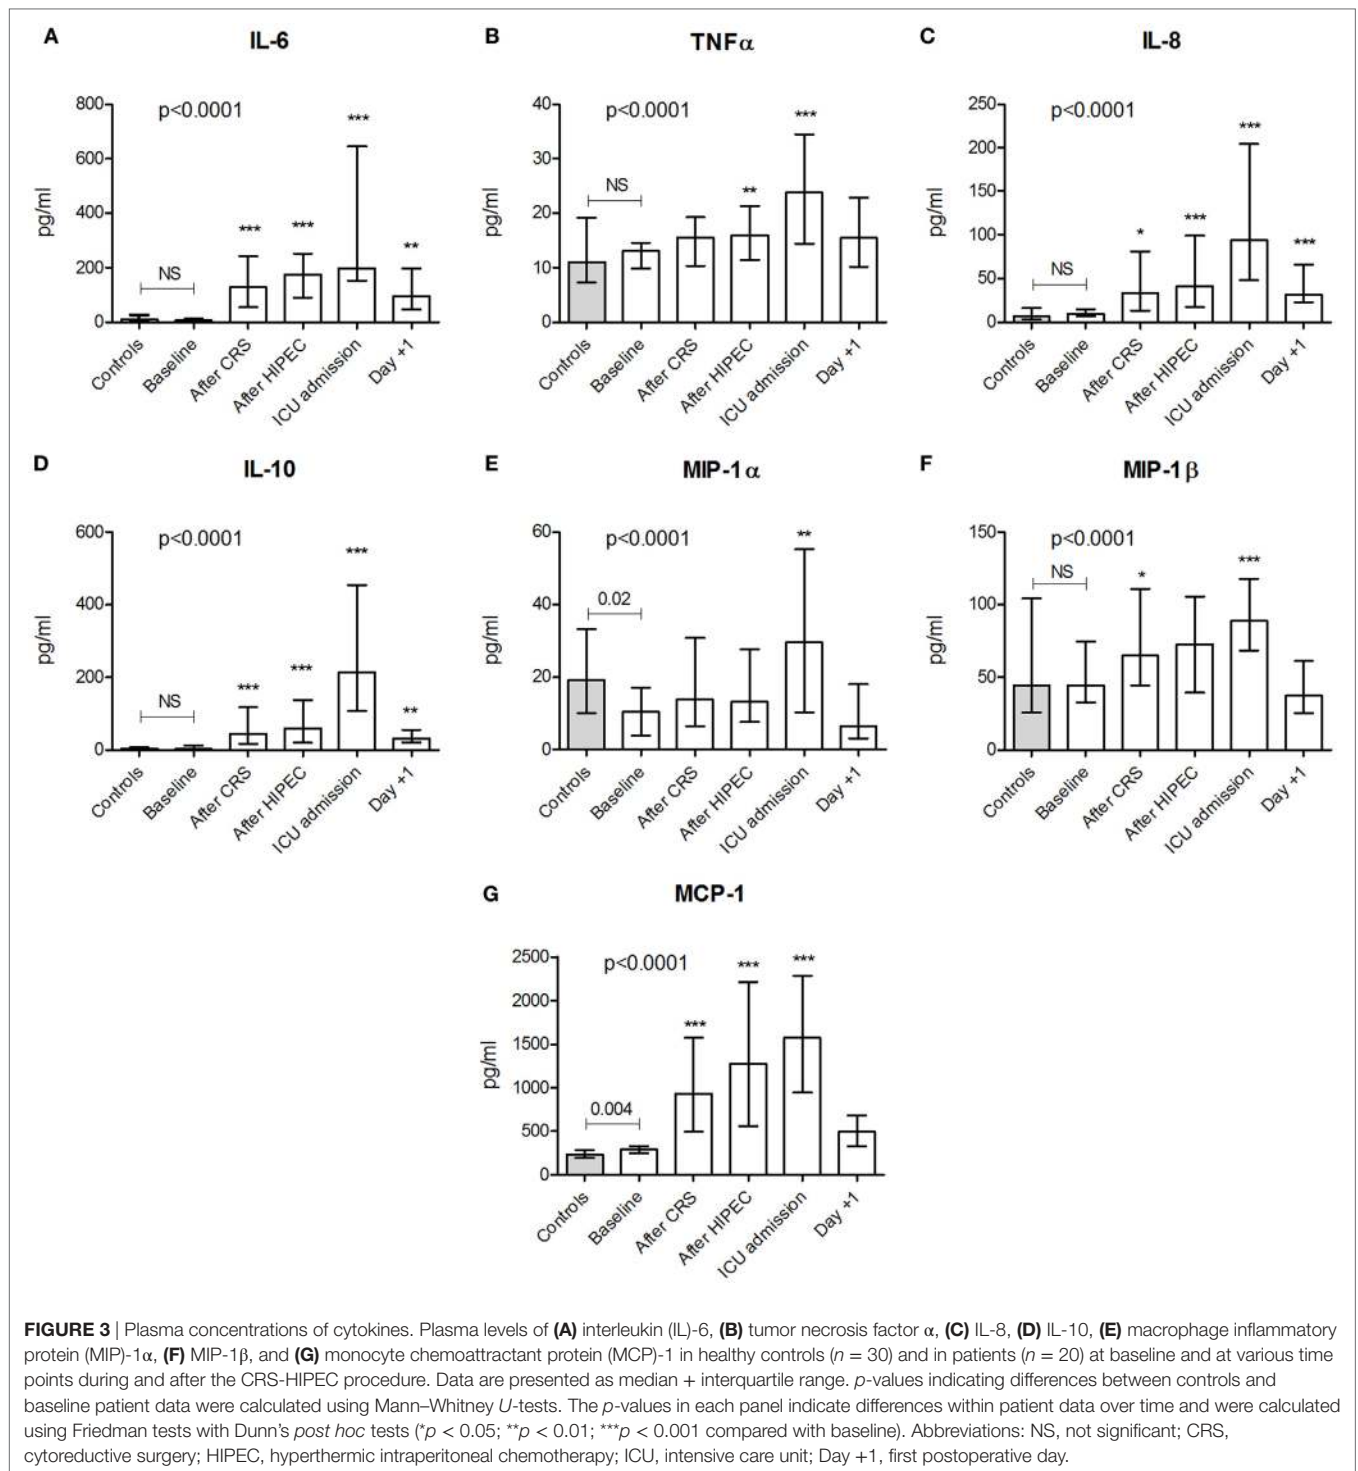 A
IL-6
p<0.0001
pg/ml
800
600
400
200
0
NS
***
***
***
**
Controls
Baseline
After CRS
After HIPEC
ICU admission
Day +1
B
TNFα
p<0.0001
pg/ml
40
30
20
10
0
NS
**
***
Controls
Baseline
After CRS
After HIPEC
ICU admission
Day +1
C
IL-8
p<0.0001
pg/ml
250
200
150
100
50
0
NS
*
***
***
***
Controls
Baseline
After CRS
After HIPEC
ICU admission
Day +1
D
IL-10
p<0.0001
pg/ml
600
400
200
0
NS
***
***
***
**
Controls
Baseline
After CRS
After HIPEC
ICU admission
Day +1
E
MIP-1α
p<0.0001
pg/ml
60
40
20
0
0.02
**
Controls
Baseline
After CRS
After HIPEC
ICU admission
Day +1
F
MIP-1β
p<0.0001
pg/ml
150
100
50
0
NS
*
***
Controls
Baseline
After CRS
After HIPEC
ICU admission
Day +1
G
MCP-1
p<0.0001
pg/ml
2500
2000
1500
1000
500
0
0.004
***
***
***
Controls
Baseline
After CRS
After HIPEC
ICU admission
Day +1
FIGURE 3 | Plasma concentrations of cytokines. Plasma levels of (A) interleukin (IL)-6, (B) tumor necrosis factor α, (C) IL-8, (D) IL-10, (E) macrophage inflammatory
protein (MIP)-1α, (F) MIP-1β, and (G) monocyte chemoattractant protein (MCP)-1 in healthy controls (n = 30) and in patients (n = 20) at baseline and at various time
points during and after the CRS-HIPEC procedure. Data are presented as median + interquartile range. p-values indicating differences between controls and
baseline patient data were calculated using Mann–Whitney U-tests. The p-values in each panel indicate differences within patient data over time and were calculated
using Friedman tests with Dunn's post hoc tests (*p < 0.05; **p < 0.01; ***p < 0.001 compared with baseline). Abbreviations: NS, not significant; CRS,
cytoreductive surgery; HIPEC, hyperthermic intraperitoneal chemotherapy; ICU, intensive care unit; Day +1, first postoperative day.